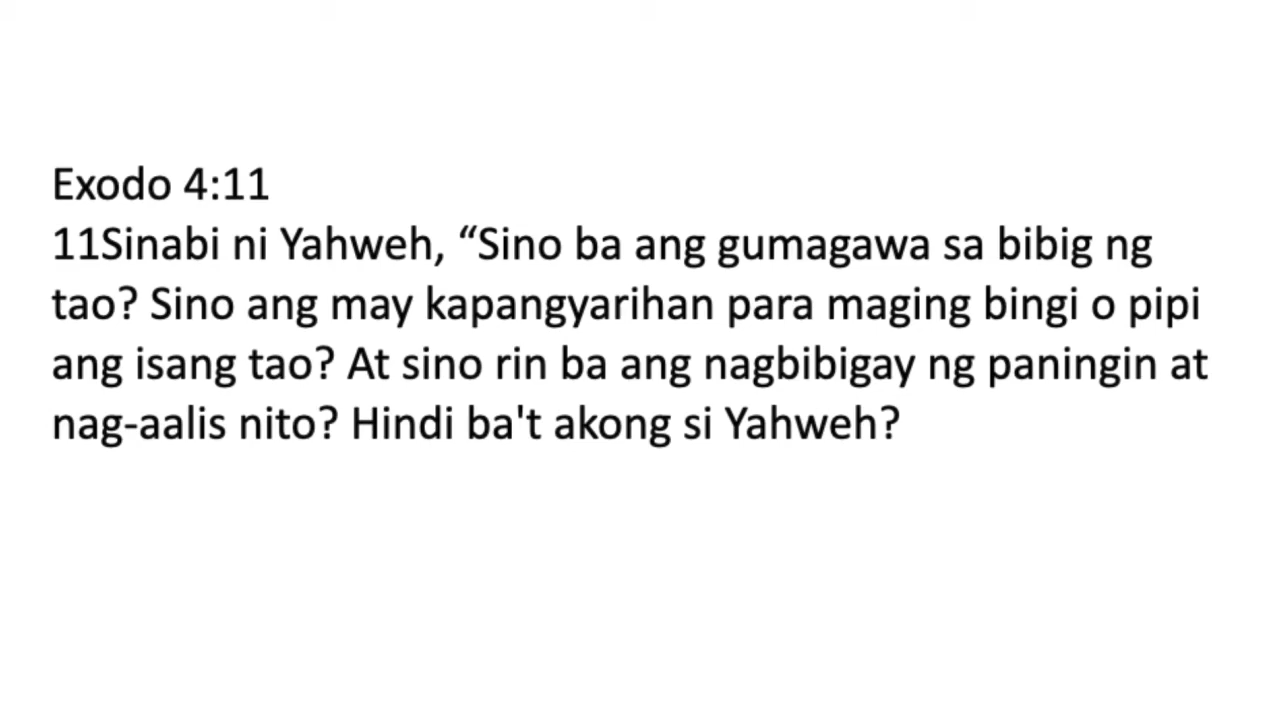 Exodo 4:11
11Sinabi ni Yahweh, “Sino ba ang gumagawa sa bibig ng
tao? Sino ang may kapangyarihan para maging bingi o pipi
ang isang tao? At sino rin ba ang nagbibigay ng paningin at
nag-aalis nito? Hindi ba't akong si Yahweh?